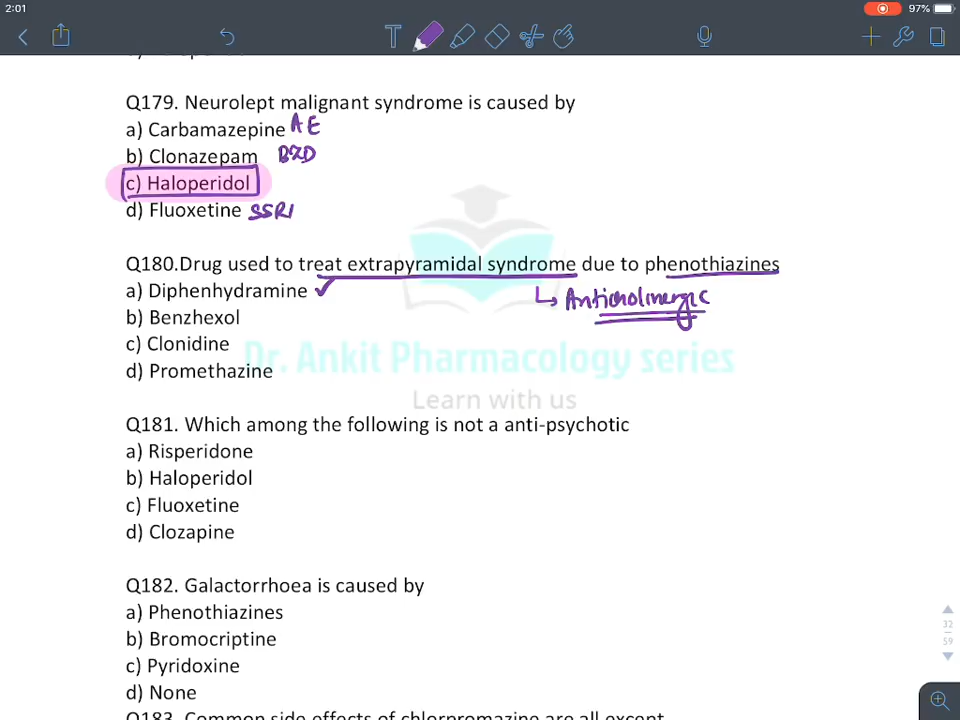 2:01
97%
Q179. Neurolept malignant syndrome is caused by
a) Carbamazepine AE
b) Clonazepam BZD
c) Haloperidol
d) Fluoxetine SSRI
Q180.Drug used to treat extrapyramidal syndrome due to phenothiazines
a) Diphenhydramine ✓
↳ Anticholinergic
b) Benzhexol
c) Clonidine
Dr. Ankit Pharmacology series
d) Promethazine
Learn with us
Q181. Which among the following is not a anti-psychotic
a) Risperidone
b) Haloperidol
c) Fluoxetine
d) Clozapine
Q182. Galactorrhoea is caused by
a) Phenothiazines
b) Bromocriptine
32
59
c) Pyridoxine
d) None
Q183. Common side effects of chlorpromazine are all except